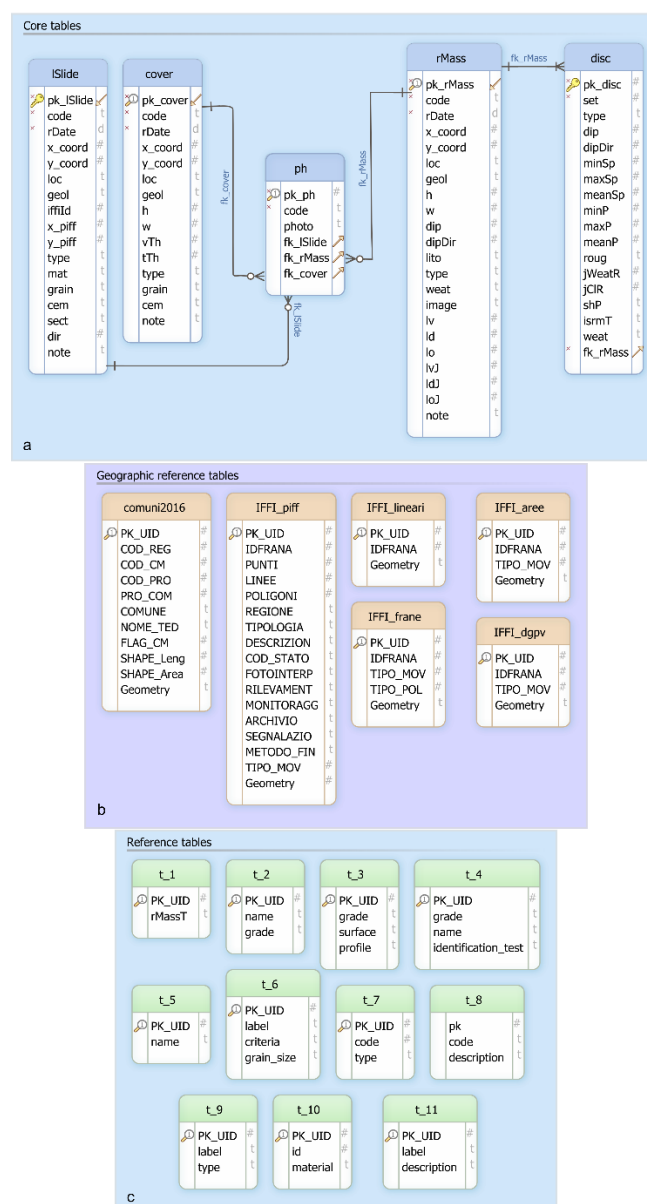 Core tables
lSlide
pk_lSlide #
code t
rDate d
x_coord #
y_coord #
loc t
geol t
iffiId #
x_piff #
y_piff #
type t
mat t
grain t
cem t
sect t
dir #
note t
cover
pk_cover
code t
rDate d
x_coord #
y_coord #
loc t
geol t
h #
w #
vTh #
tTh #
type t
grain t
cem t
note t
fk_cover
ph
pk_ph #
code t
photo t
fk_lSlide
fk_rMass
fk_cover
fk_lSlide
fk_rMass
rMass
pk_rMass
code t
rDate t
x_coord #
y_coord #
loc t
geol t
h #
w #
dip #
dipDir #
lito t
type t
weat t
image t
lv #
ld #
lo #
lvJ #
ldJ #
loJ #
note t
fk_rMass
disc
pk_disc #
set #
type t
dip #
dipDir #
minSp #
maxSp #
meanSp #
minP #
maxP #
meanP #
roug #
jWeatR #
jClR #
shP t
isrmT t
weat t
fk_rMass
a
Geographic reference tables
comuni2016
PK_UID #
COD_REG #
COD_CM #
COD_PRO #
PRO_COM #
COMUNE t
NOME_TED t
FLAG_CM #
SHAPE_Leng #
SHAPE_Area #
Geometry t
IFFI_piff
PK_UID #
IDFRANA #
PUNTI #
LINEE #
POLIGONI #
REGIONE t
TIPOLOGIA t
DESCRIZION t
COD_STATO t
FOTOINTERP t
RILEVAMENT t
MONITORAGG t
ARCHIVIO t
SEGNALAZIO t
METODO_FIN t
TIPO_MOV #
Geometry #
IFFI_lineari
PK_UID #
IDFRANA #
Geometry t
IFFI_aree
PK_UID #
IDFRANA #
TIPO_MOV #
Geometry t
IFFI_frane
PK_UID #
IDFRANA #
TIPO_MOV #
TIPO_POL #
Geometry t
IFFI_dgpv
PK_UID #
IDFRANA #
TIPO_MOV #
Geometry t
b
Reference tables
t_1
PK_UID #
rMassT t
t_2
PK_UID #
name t
grade t
t_3
PK_UID #
grade t
surface t
profile t
t_4
PK_UID #
grade t
name t
identification_test t
t_5
PK_UID #
name t
t_6
PK_UID #
label t
criteria t
grain_size t
t_7
PK_UID #
code t
type t
t_8
pk t
code t
description t
t_9
PK_UID #
label t
type t
t_10
PK_UID #
id #
material t
t_11
PK_UID #
label t
description t
c